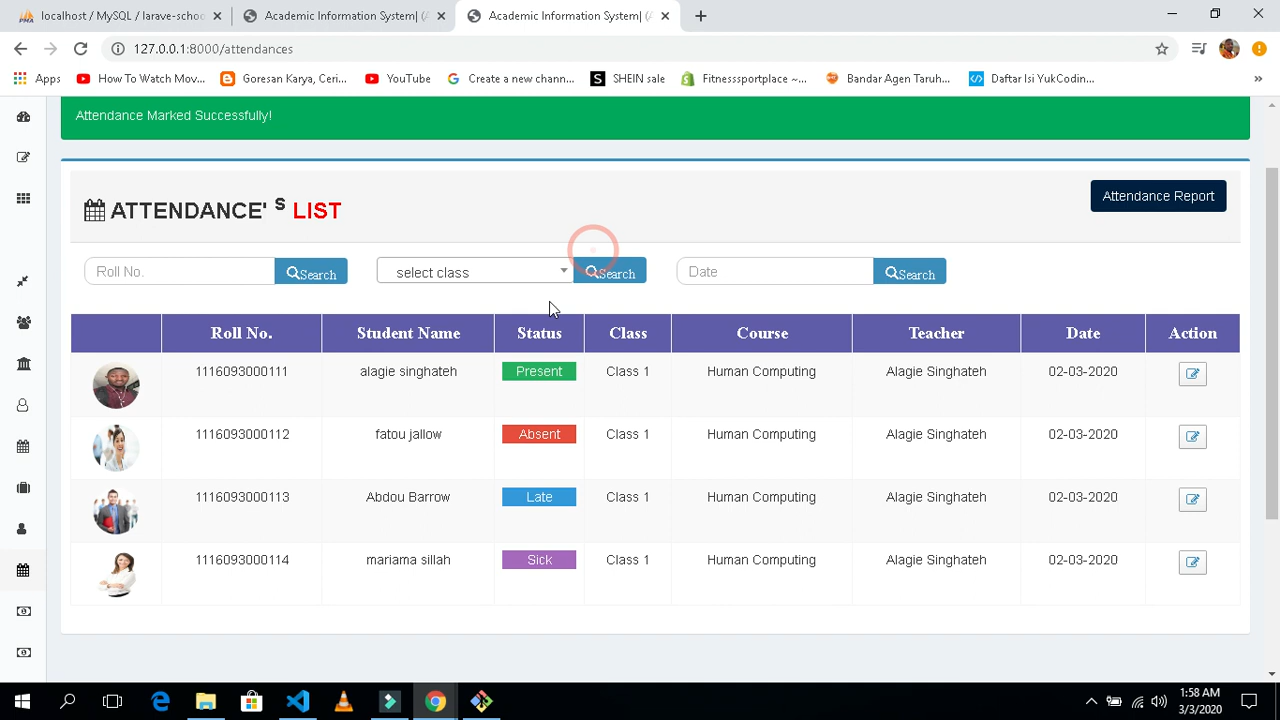 localhost / MySQL / larave-schoo
Academic Information System| (A
Academic Information System| (A
127.0.0.1:8000/attendances
Apps
How To Watch Mov...
Goresan Karya, Ceri...
YouTube
Create a new chann...
SHEIN sale
Fitnesssportplace ~...
Bandar Agen Taruh...
Daftar Isi YukCodin...
»
Attendance Marked Successfully!
ATTENDANCE' S LIST
Attendance Report
Roll No. Search
select class Search
Date Search
Roll No. Student Name Status Class Course Teacher Date Action
1116093000111 alagie singhateh Present Class 1 Human Computing Alagie Singhateh 02-03-2020
1116093000112 fatou jallow Absent Class 1 Human Computing Alagie Singhateh 02-03-2020
1116093000113 Abdou Barrow Late Class 1 Human Computing Alagie Singhateh 02-03-2020
1116093000114 mariama sillah Sick Class 1 Human Computing Alagie Singhateh 02-03-2020
1:58 AM
3/3/2020